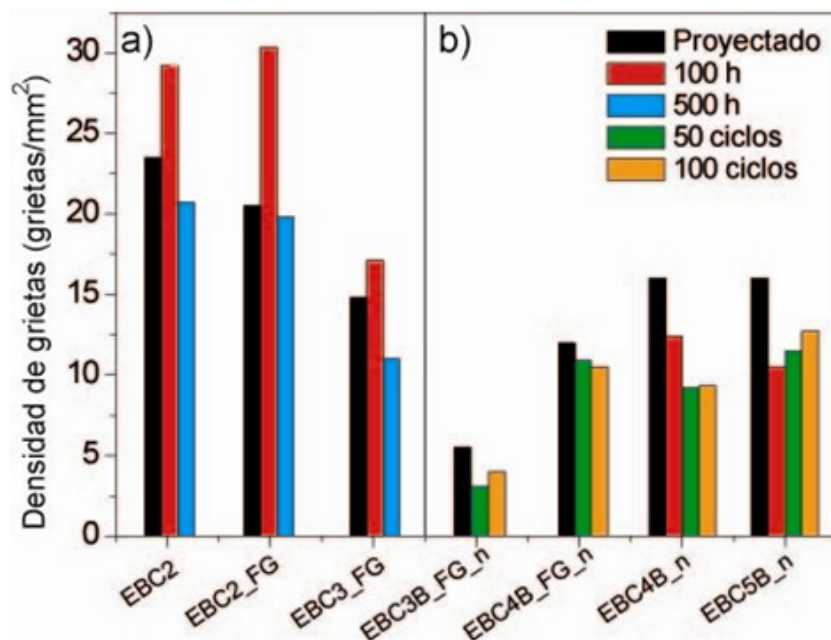 a)
b)
Proyectado
100 h
500 h
50 ciclos
100 ciclos
Densidad de grietas (grietas/mm²)
30
25
20
15
10
5
0
EBC2
EBC2_FG
EBC3_FG
EBC3B_FG_n
EBC4B_FG_n
EBC4B_n
EBC5B_n